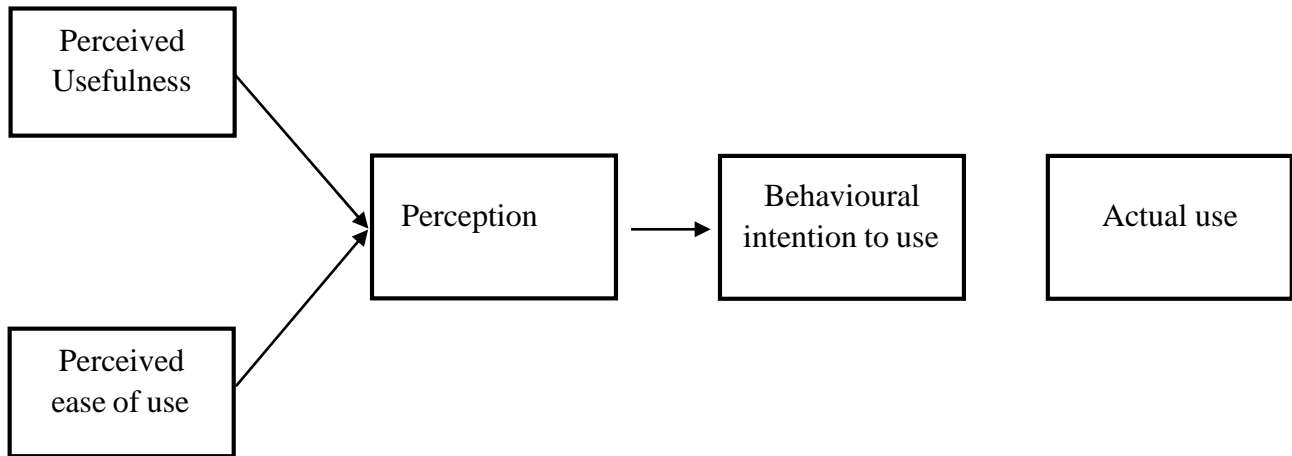 Perceived
Usefulness
Perception
Behavioural
intention to use
Actual use
Perceived
ease of use